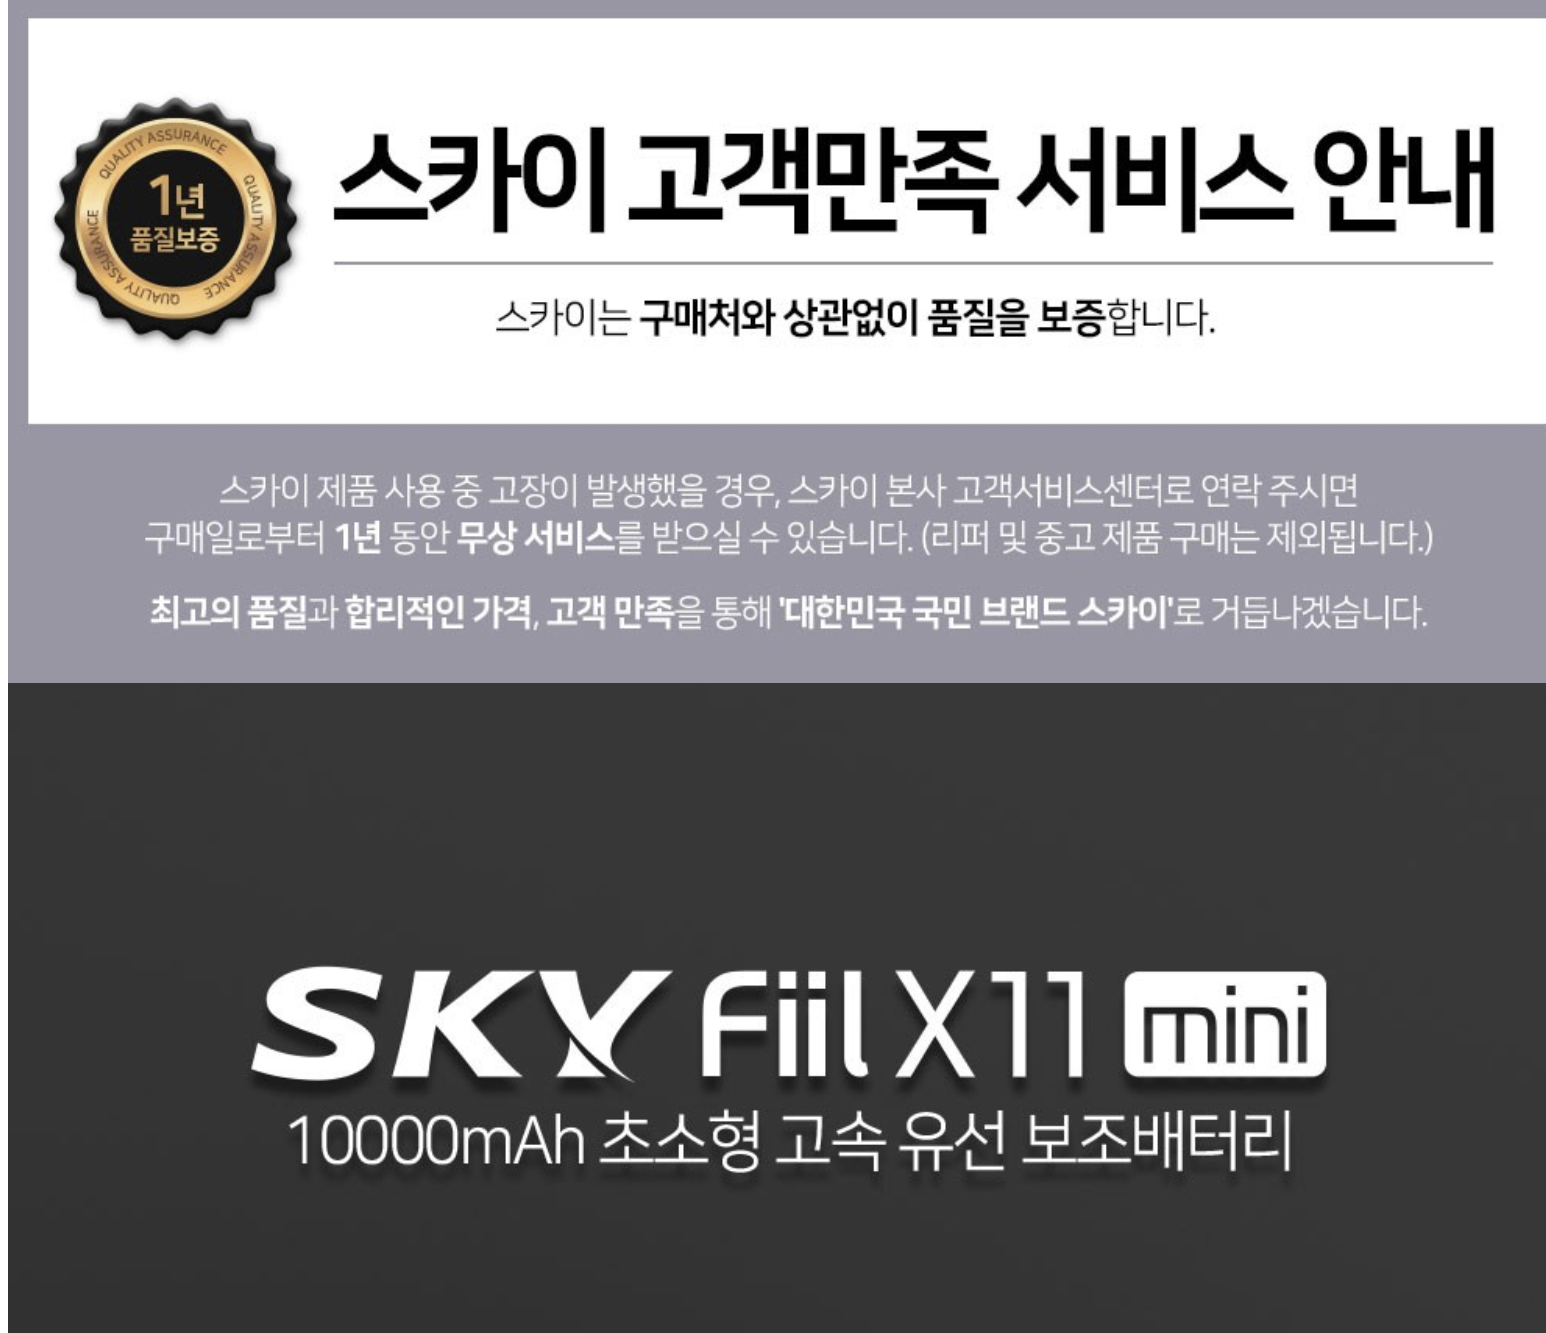 QUALITY ASSURANCE
QUALITY ASSURANCE
QUALITY ASSURANCE
1년
품질보증
스카이 고객만족 서비스 안내
스카이는 구매처와 상관없이 품질을 보증합니다.
스카이 제품 사용 중 고장이 발생했을 경우, 스카이 본사 고객서비스센터로 연락 주시면
구매일로부터 1년 동안 무상 서비스를 받으실 수 있습니다. (리퍼 및 중고 제품 구매는 제외됩니다.)
최고의 품질과 합리적인 가격, 고객 만족을 통해 '대한민국 국민 브랜드 스카이'로 거듭나겠습니다.
SKY Fiil X11 mini
10000mAh 초소형 고속 유선 보조배터리